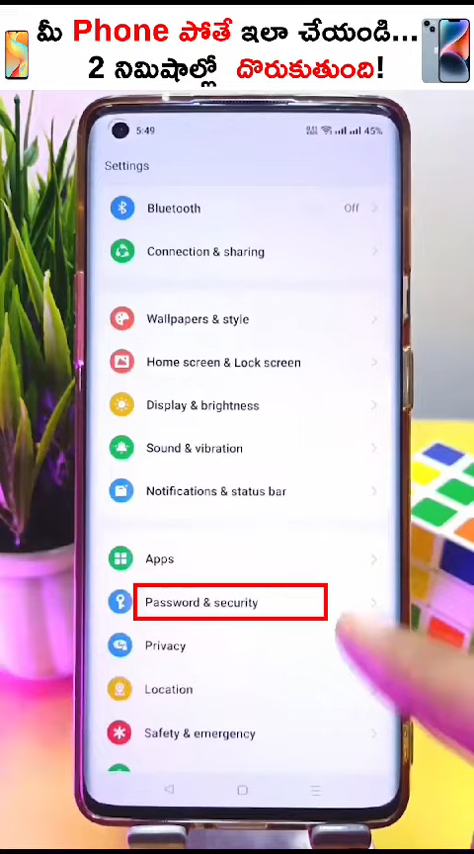 మీ Phone పోతే ఇలా చేయండి...
2 నిమిషాల్లో దొరుకుతుంది!
5:49
45%
Settings
Bluetooth Off
Connection & sharing
Wallpapers & style
Home screen & Lock screen
Display & brightness
Sound & vibration
Notifications & status bar
Apps
Password & security
Privacy
Location
Safety & emergency